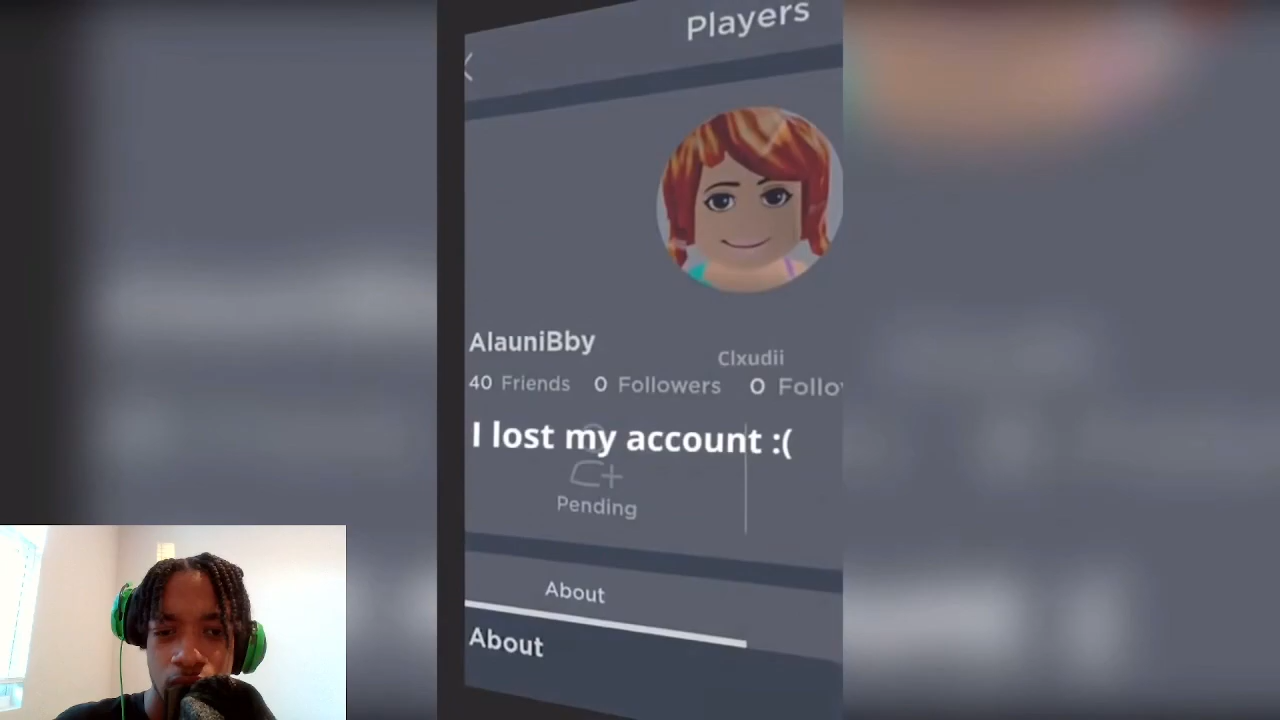 Players
AlauniBby
Clxudii
40 Friends 0 Followers 0 Follo
I lost my account :(
Pending
About
About